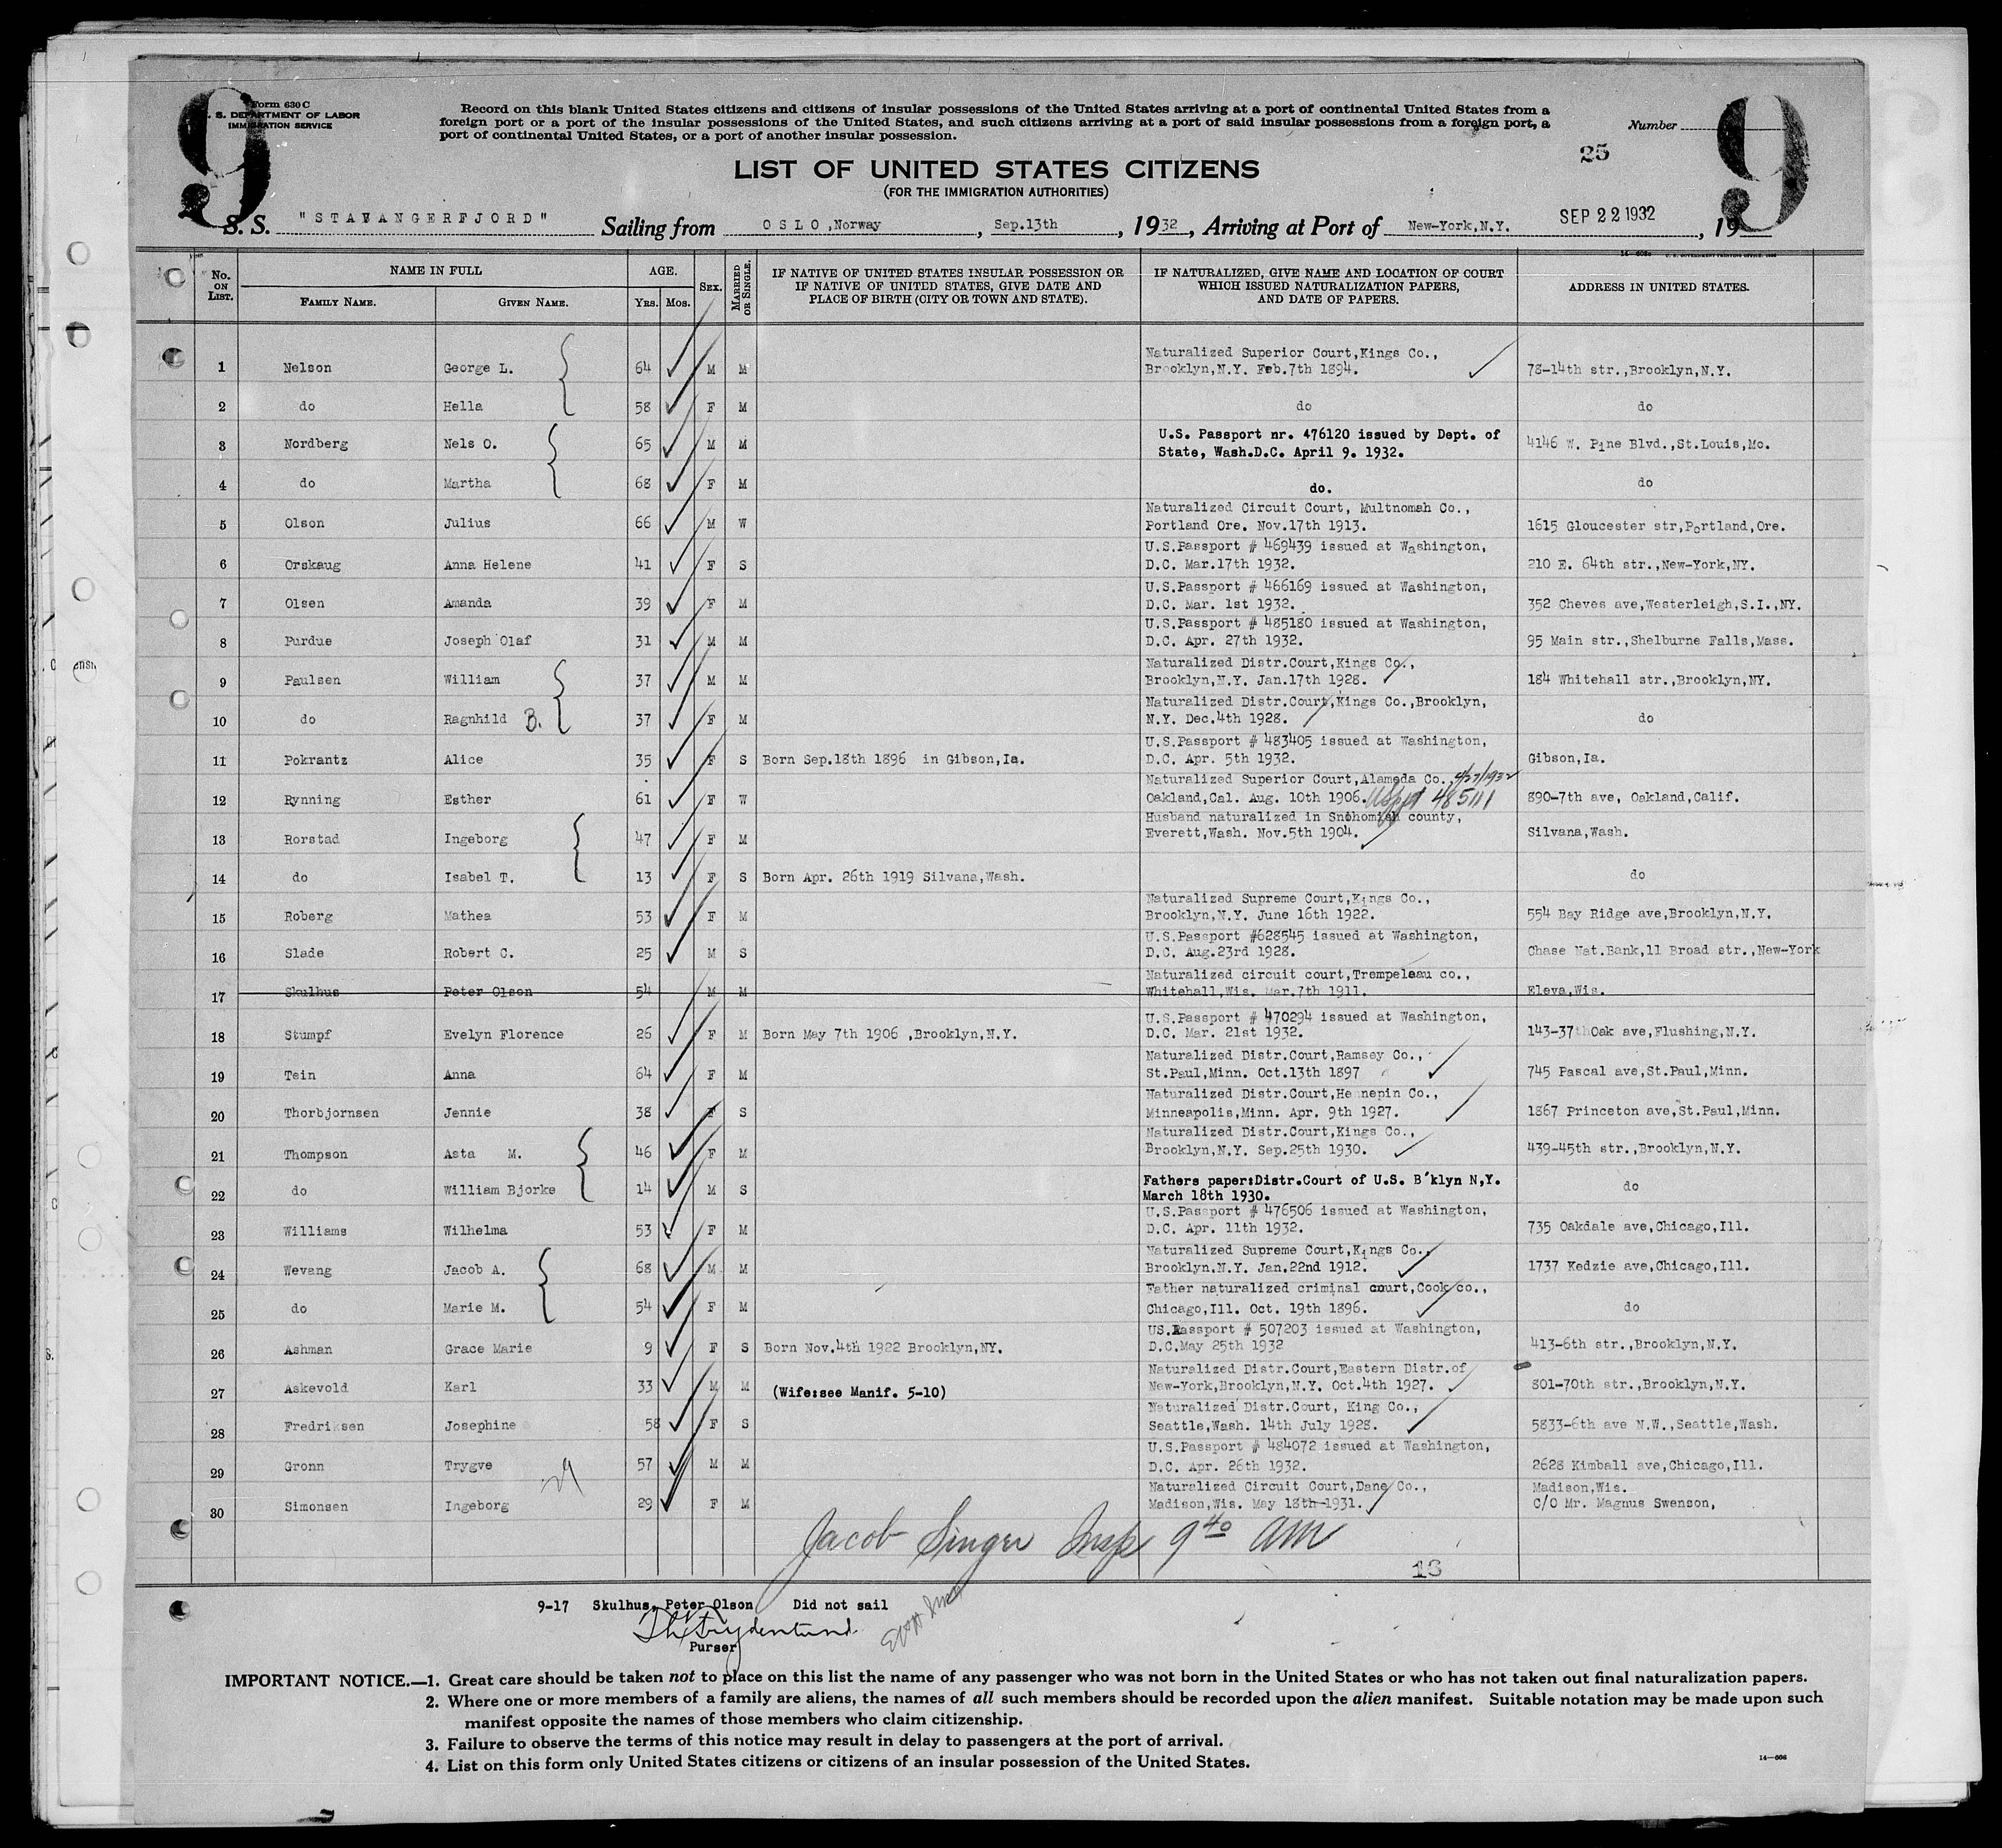 9
9
Form 630 C
U. S. DEPARTMENT OF LABOR
IMMIGRATION SERVICE
Record on this blank United States citizens and citizens of insular possessions of the United States arriving at a port of continental United States from a
foreign port or a port of the insular possessions of the United States, and such citizens arriving at a port of said insular possessions from a foreign port, a
port of continental United States, or a port of another insular possession.
Number
25
LIST OF UNITED STATES CITIZENS
(FOR THE IMMIGRATION AUTHORITIES)
S. S. "STAVANGERFJORD" Sailing from OSLO,Norway, Sep.13th, 1932, Arriving at Port of New-York,N.Y. SEP 22 1932, 19
No. ON LIST. NAME IN FULL AGE. SEX. MARRIED OR SINGLE. IF NATIVE OF UNITED STATES INSULAR POSSESSION OR IF NATIVE OF UNITED STATES, GIVE DATE AND PLACE OF BIRTH (CITY OR TOWN AND STATE). IF NATURALIZED, GIVE NAME AND LOCATION OF COURT WHICH ISSUED NATURALIZATION PAPERS, AND DATE OF PAPERS. ADDRESS IN UNITED STATES.
FAMILY NAME. GIVEN NAME. Yrs. Mos.
Naturalized Superior Court,Kings Co.,
1 Nelson George L. 64 M M Brooklyn,N.Y. Feb.7th 1894. 78-14th str.,Brooklyn,N.Y.
2 do Hella 58 F M do do
U.S. Passport nr. 476120 issued by Dept. of
3 Nordberg Nels O. 65 M M State, Wash.D.C. April 9. 1932. 4146 W. Pine Blvd.,St.Louis,Mo.
4 do Martha 68 F M do. do
Naturalized Circuit Court, Multnomah Co.,
5 Olson Julius 66 M W Portland Ore. Nov.17th 1913. 1615 Gloucester str,Portland,Ore.
U.S.Passport # 469439 issued at Washington,
6 Orskaug Anna Helene 41 F S D.C. Mar.17th 1932. 210 E. 64th str.,New-York,NY.
U.S.Passport # 466169 issued at Washington,
7 Olsen Amanda 39 F M D.C. Mar. 1st 1932. 352 Cheves ave,Westerleigh,S.I.,NY.
U.S.Passport # 485180 issued at Washington,
8 Purdue Joseph Olaf 31 M M D.C. Apr. 27th 1932. 95 Main str.,Shelburne Falls,Mass.
Naturalized Distr.Court,Kings Co.,
9 Paulsen William 37 M M Brooklyn,N.Y. Jan.17th 1928. 184 Whitehall str.,Brooklyn,NY.
Naturalized Distr.Court,Kings Co.,Brooklyn,
10 do Ragnhild B. 37 F M N.Y. Dec.4th 1928. do
U.S.Passport # 483405 issued at Washington,
11 Pokrantz Alice 35 F S Born Sep.18th 1896 in Gibson,Ia. D.C. Apr. 5th 1932. Gibson,Ia.
Naturalized Superior Court,Alameda Co., 4/27/1932
12 Rynning Esther 61 F W Oakland,Cal. Aug. 10th 1906. 485111 890-7th ave, Oakland,Calif.
Husband naturalized in Snohomish county,
13 Rorstad Ingeborg 47 F M Everett,Wash. Nov.5th 1904. Silvana,Wash.
14 do Isabel T. 13 F S Born Apr. 26th 1919 Silvana,Wash. do
Naturalized Supreme Court,Kings Co.,
15 Roberg Mathea 53 F M Brooklyn,N.Y. June 16th 1922. 554 Bay Ridge ave,Brooklyn,N.Y.
U.S.Passport #628545 issued at Washington,
16 Slade Robert C. 25 M S D.C. Aug.23rd 1928. Chase Nat.Bank,11 Broad str.,New-York
Naturalized circuit court,Trempeleau co.,
17 Skulhus Peter Olson 54 M M Whitehall,Wis. Mar.7th 1911. Eleva,Wis.
U.S.Passport # 470294 issued at Washington,
18 Stumpf Evelyn Florence 26 F M Born May 7th 1906 ,Brooklyn,N.Y. D.C. Mar. 21st 1932. 143-37thOak ave,Flushing,N.Y.
Naturalized Distr.Court,Ramsey Co.,
19 Tein Anna 64 F M St.Paul,Minn. Oct.13th 1897 745 Pascal ave,St.Paul,Minn.
Naturalized Distr.Court,Hennepin Co.,
20 Thorbjornsen Jennie 38 F S Minneapolis,Minn. Apr. 9th 1927. 1867 Princeton ave,St.Paul,Minn.
Naturalized Distr.Court,Kings Co.,
21 Thompson Asta M. 46 F M Brooklyn,N.Y. Sep.25th 1930. 439-45th str.,Brooklyn,N.Y.
Fathers paper:Distr.Court of U.S. B'klyn N,Y.
22 do William Bjorke 14 M S March 18th 1930. do
U.S.Passport # 476506 issued at Washington,
23 Williams Wilhelma 53 F M D.C. Apr. 11th 1932. 735 Oakdale ave,Chicago,Ill.
Naturalized Supreme Court,Kings Co.,
24 Wevang Jacob A. 68 M M Brooklyn.N.Y. Jan.22nd 1912. 1737 Kedzie ave,Chicago,Ill.
Father naturalized criminal court,Cook co.,
25 do Marie M. 54 F M Chicago,Ill. Oct. 19th 1896. do
US.Passport # 507203 issued at Washington,
26 Ashman Grace Marie 9 F S Born Nov.4th 1922 Brooklyn,NY. D.C.May 25th 1932 413-6th str.,Brooklyn,N.Y.
Naturalized Distr.Court,Eastern Distr.of
27 Askevold Karl 33 M M (Wife:see Manif. 5-10) New-York,Brooklyn,N.Y. Oct.4th 1927. 801-70th str.,Brooklyn,N.Y.
Naturalized Distr.Court, King Co.,
28 Fredriksen Josephine 58 F S Seattle,Wash. 14th July 1928. 5833-6th ave N.W.,Seattle,Wash.
U.S.Passport # 484072 issued at Washington,
29 Gronn Trygve 57 M M D.C. Apr. 26th 1932. 2628 Kimball ave,Chicago,Ill.
Naturalized Circuit Court,Dane Co., Madison,Wis.
30 Simonsen Ingeborg 29 F M Madison,Wis. May 18th-1931. C/O Mr. Magnus Swenson,
Jacob Singer Insp 9 40 AM
13
9-17 Skulhus, Peter Olson Did not sail
Purser
IMPORTANT NOTICE.—1. Great care should be taken not to place on this list the name of any passenger who was not born in the United States or who has not taken out final naturalization papers.
2. Where one or more members of a family are aliens, the names of all such members should be recorded upon the alien manifest. Suitable notation may be made upon such
manifest opposite the names of those members who claim citizenship.
3. Failure to observe the terms of this notice may result in delay to passengers at the port of arrival.
4. List on this form only United States citizens or citizens of an insular possession of the United States.